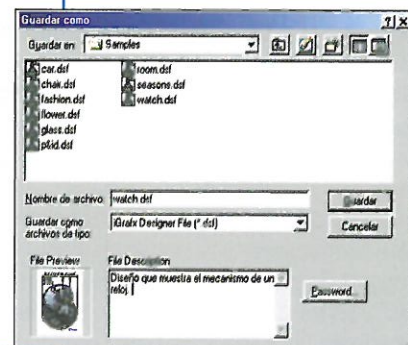 Guardar como
Guardar en: Samples
car.dsf
chair.dsf
fashion.dsf
flower.dsf
glass.dsf
p&id.dsf
room.dsf
seasons.dsf
watch.dsf
Nombre de archivo: watch.dsf
Guardar
Guardar como
archivos de tipo:
iGrafx Designer File (*.dsf)
Cancelar
File Preview
File Description
Diseño que muestra el mecanismo de un
reloj.
Password...